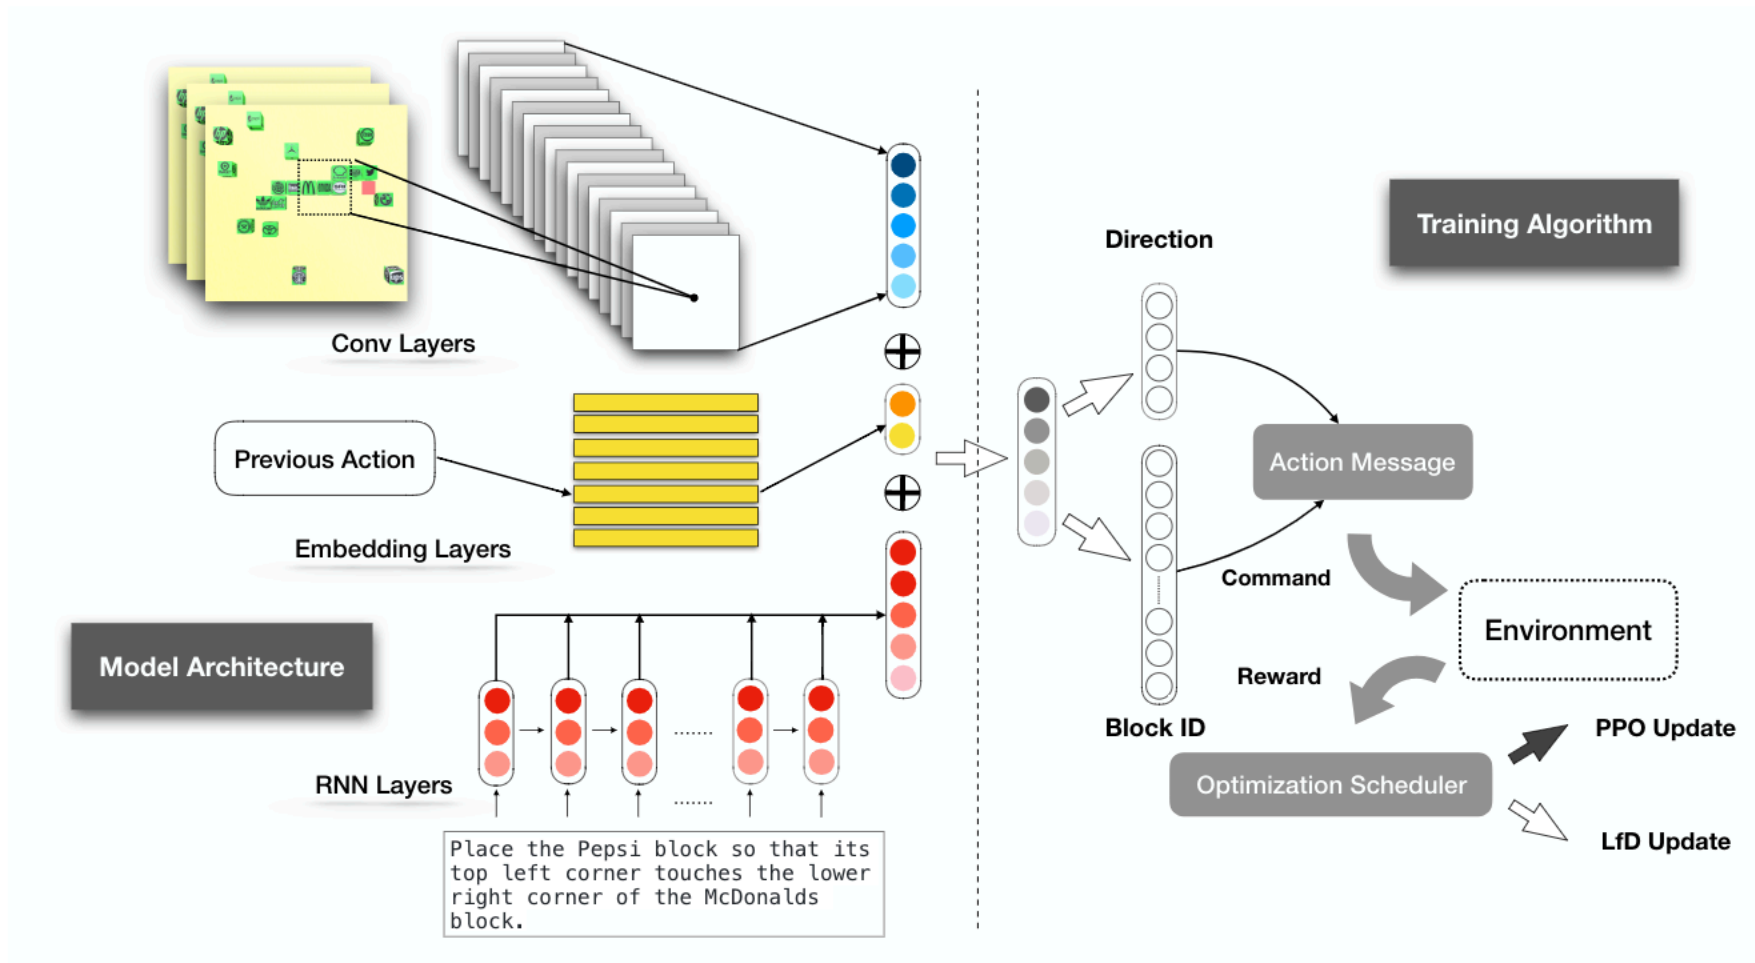 Conv Layers
Previous Action
Embedding Layers
Model Architecture
RNN Layers
Place the Pepsi block so that its
top left corner touches the lower
right corner of the McDonalds
block.
Training Algorithm
Direction
Action Message
Command
Environment
Reward
Block ID
Optimization Scheduler
PPO Update
LfD Update